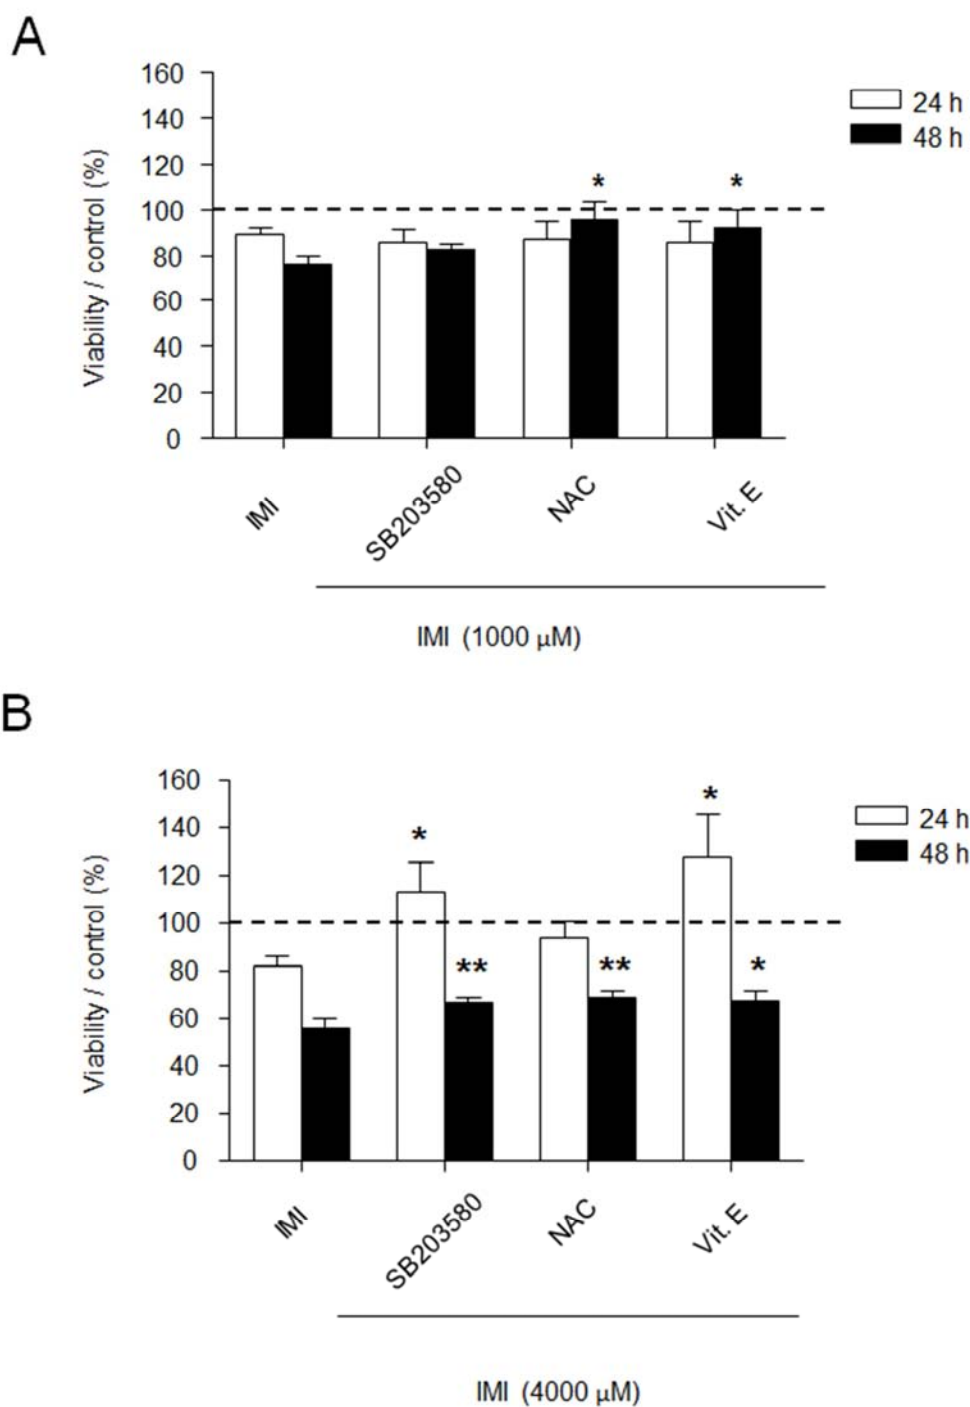 A
160
140
120
100
80
60
40
20
0
Viability / control (%)
24 h
48 h
*
*
IMI
SB203580
NAC
Vit. E
IMI (1000 µM)
B
160
140
120
100
80
60
40
20
0
Viability / control (%)
24 h
48 h
*
*
**
**
*
IMI
SB203580
NAC
Vit. E
IMI (4000 µM)